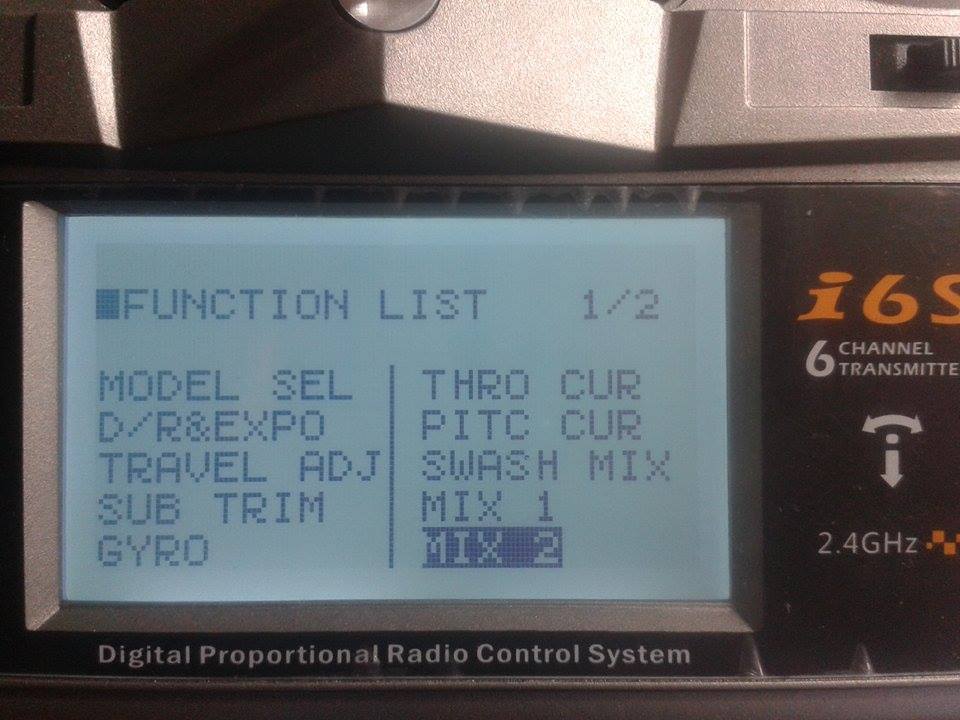 FUNCTION LIST 1/2
MODEL SEL
D/R&EXPO
TRAVEL ADJ
SUB TRIM
GYRO
THRO CUR
PITC CUR
SWASH MIX
MIX 1
MIX 2
i6S
6 CHANNEL
TRANSMITTE
2.4GHz
Digital Proportional Radio Control System